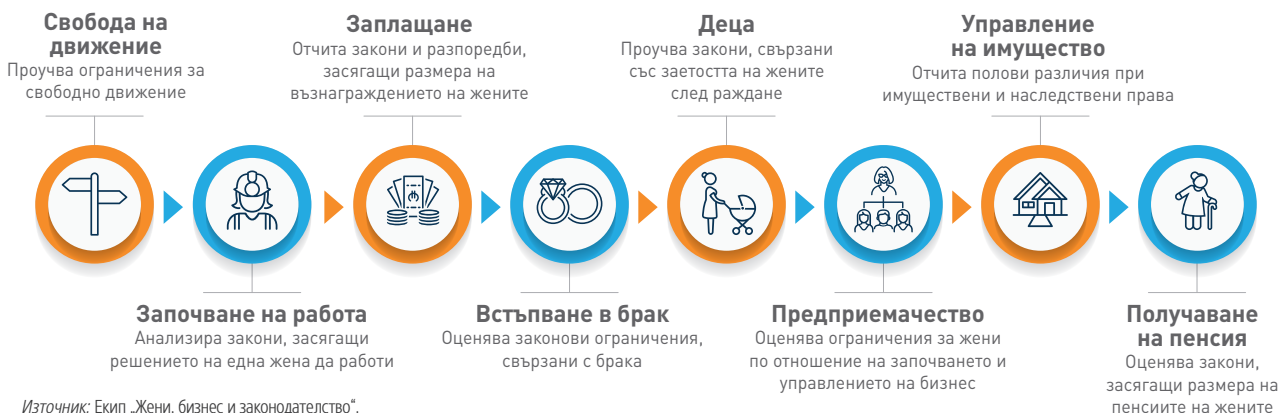 Свобода на
движение
Проучва ограничения за
свободно движение
Заплащане
Отчита закони и разпоредби,
засягащи размера на
възнаграждението на жените
Деца
Проучва закони, свързани
със заетостта на жените
след раждане
Управление
на имущество
Отчита полови различия при
имуществени и наследствени права
Започване на работа
Анализира закони, засягащи
решението на една жена да работи
Встъпване в брак
Оценява законови ограничения,
свързани с брака
Предприемачество
Оценява ограничения за жени
по отношение на започването и
управлението на бизнес
Получаване
на пенсия
Оценява закони,
засягащи размера на
пенсиите на жените
Източник: Екип „Жени, бизнес и законодателство“.